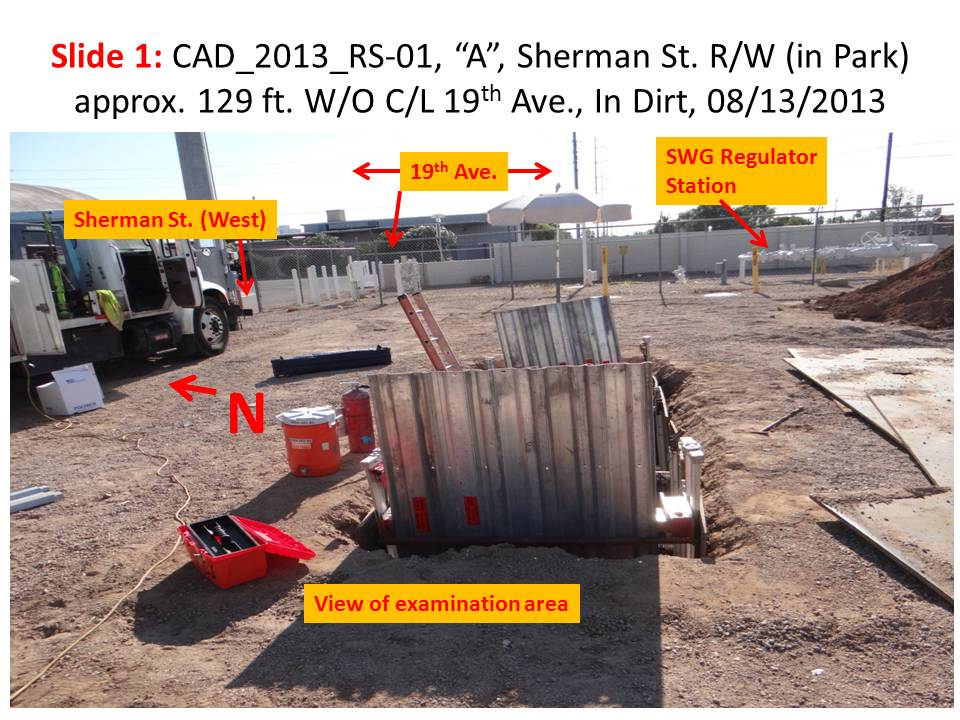 Slide 1: CAD_2013_RS-01, “A”, Sherman St. R/W (in Park)
approx. 129 ft. W/O C/L 19th Ave., In Dirt, 08/13/2013
19th Ave.
SWG Regulator
Station
Sherman St. (West)
N
View of examination area